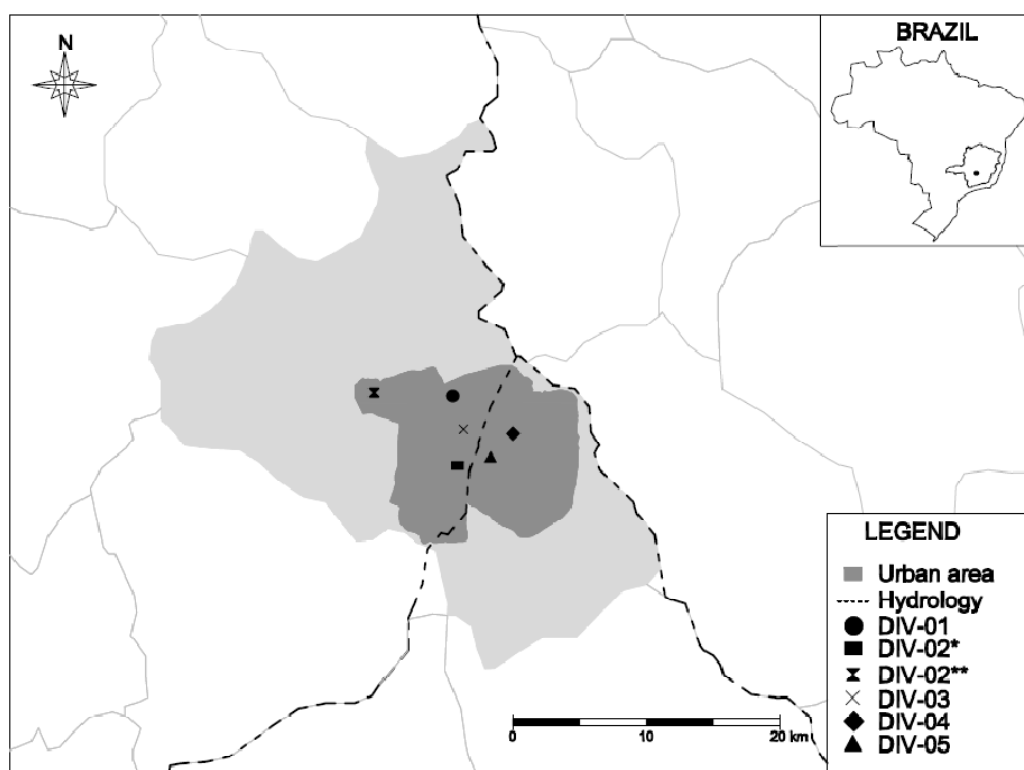 N
BRAZIL
LEGEND
Urban area
Hydrology
DIV-01
DIV-02*
DIV-02**
DIV-03
DIV-04
DIV-05
0 10 20 km